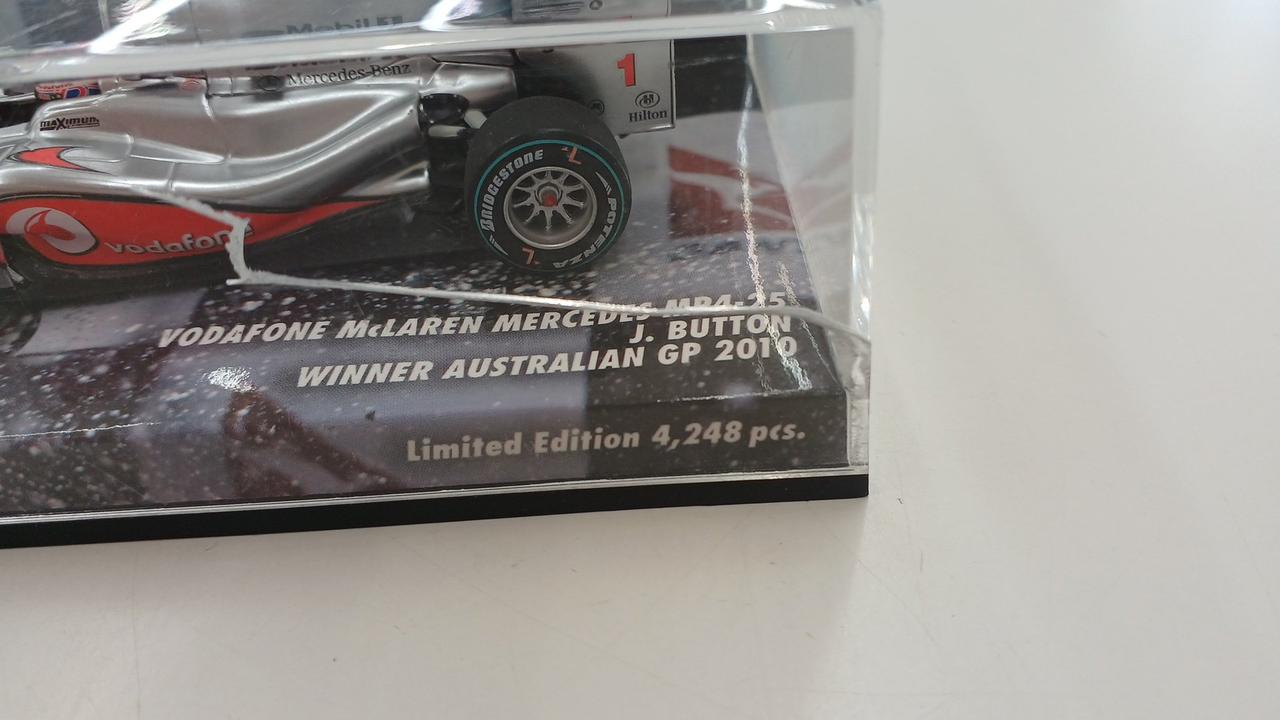 Mobil 1
Mercedes-Benz
1
Hilton
MAXIMUM
BRIDGESTONE
POTENZA
vodafone
VODAFONE McLAREN MERCEDES MP4-25
J. BUTTON
WINNER AUSTRALIAN GP 2010
Limited Edition 4,248 pcs.